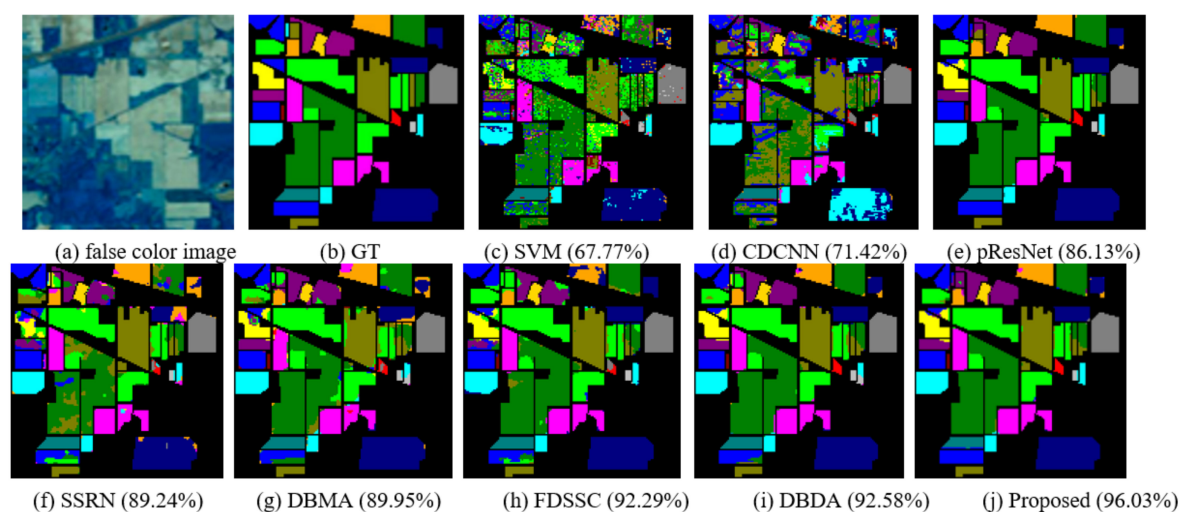 (a) false color image
(b) GT
(c) SVM (67.77%)
(d) CDCNN (71.42%)
(e) pResNet (86.13%)
(f) SSRN (89.24%)
(g) DBMA (89.95%)
(h) FDSSC (92.29%)
(i) DBDA (92.58%)
(j) Proposed (96.03%)